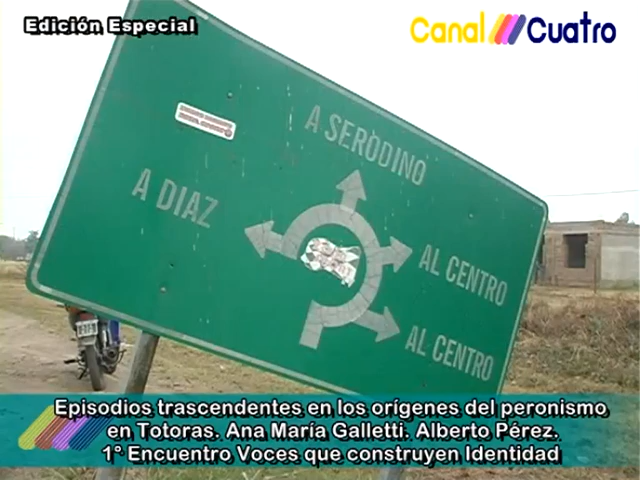 Edición Especial
Canal Cuatro
A SERODINO
A DIAZ
AL CENTRO
AL CENTRO
Episodios trascendentes en los orígenes del peronismo
en Totoras. Ana María Galletti. Alberto Pérez.
1° Encuentro Voces que construyen Identidad